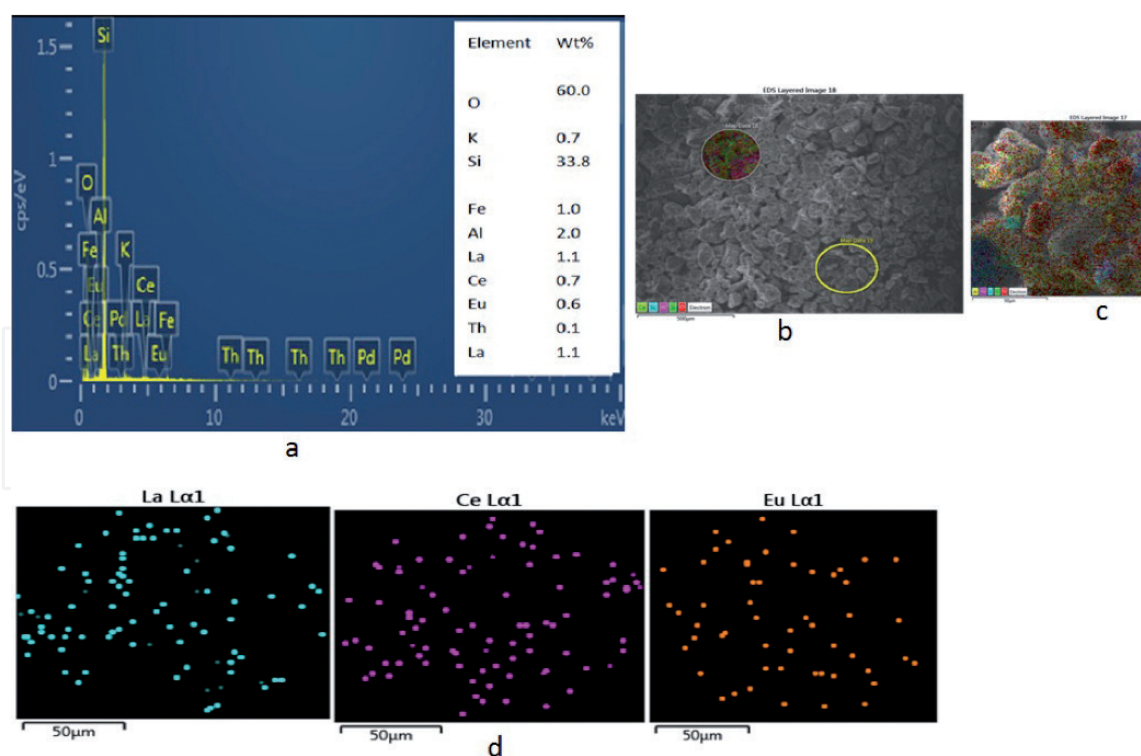 1.5
1
0.5
0
cps/eV
Si
O
Al
Fe
K
Eu
Ce
Ce
Pd
La
Fe
La
Th
Eu
Th
Th
Th
Th
Pd
Pd
0
10
20
30
keV
Element Wt%
O 60.0
K 0.7
Si 33.8
Fe 1.0
Al 2.0
La 1.1
Ce 0.7
Eu 0.6
Th 0.1
La 1.1
a
EDS Layered Image 18
Electron
500µm
b
EDS Layered Image 17
Electron
c
La Lα1
Ce Lα1
Eu Lα1
50µm
50µm
50µm
d